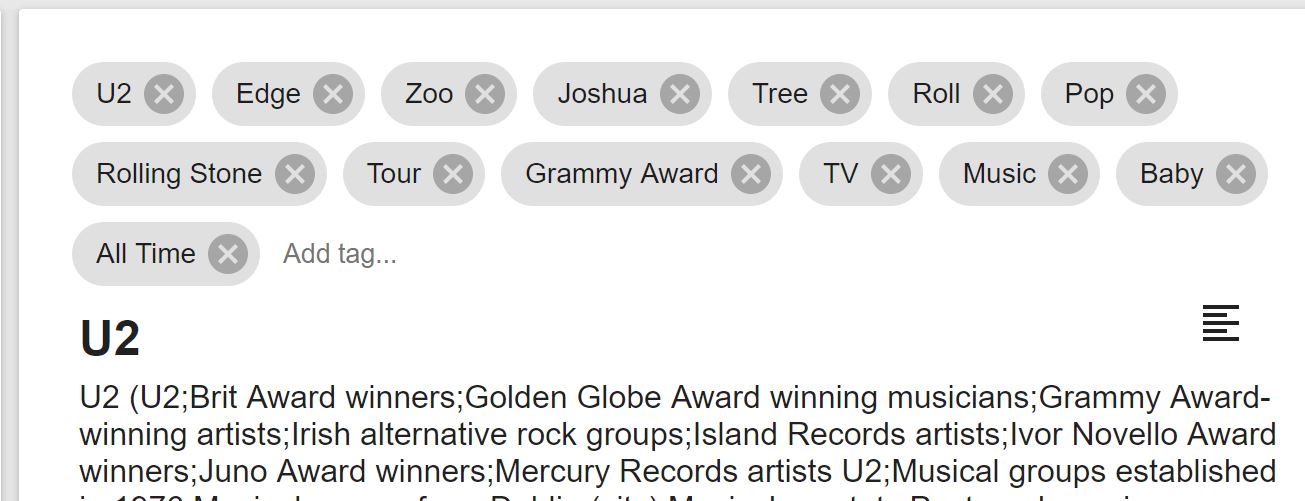 U2 Edge Zoo Joshua Tree Roll Pop
Rolling Stone Tour Grammy Award TV Music Baby
All Time Add tag...
U2
U2 (U2;Brit Award winners;Golden Globe Award winning musicians;Grammy Award-
winning artists;Irish alternative rock groups;Island Records artists;Ivor Novello Award
winners;Juno Award winners;Mercury Records artists U2;Musical groups established